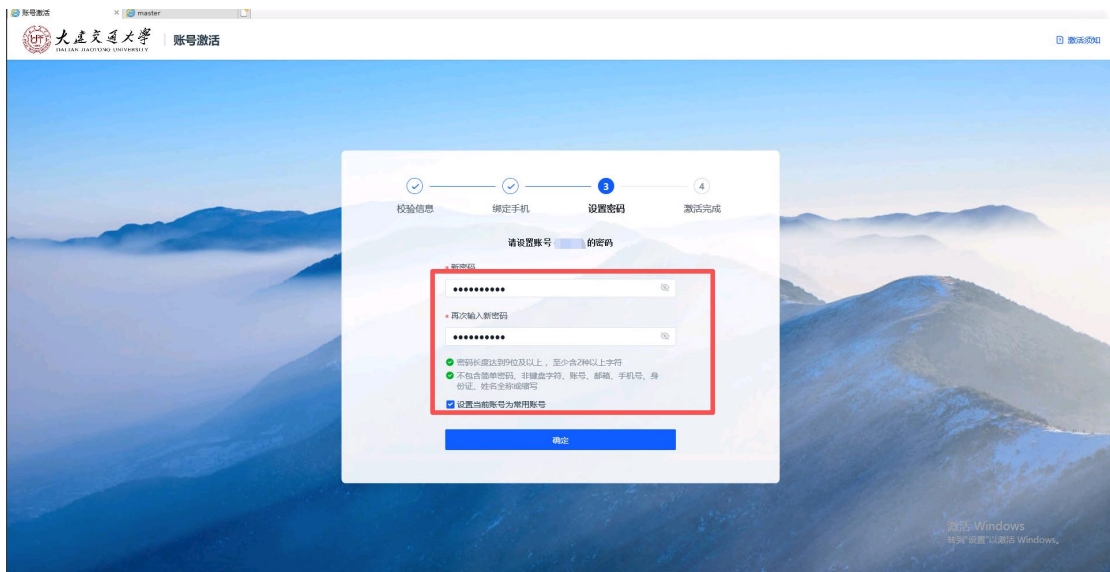 账号激活
master
大连交通大学
DALIAN JIAOTONG UNIVERSITY
账号激活
激活须知
3
4
校验信息
绑定手机
设置密码
激活完成
请设置账号 的密码
* 新密码
••••••••••
* 再次输入新密码
••••••••••
密码长度达到9位及以上，至少含2种以上字符
不包含简单密码、非键盘字符、账号、邮箱、手机号、身
份证、姓名全称或缩写
设置当前账号为常用账号
确定
激活 Windows
转到"设置"以激活 Windows。